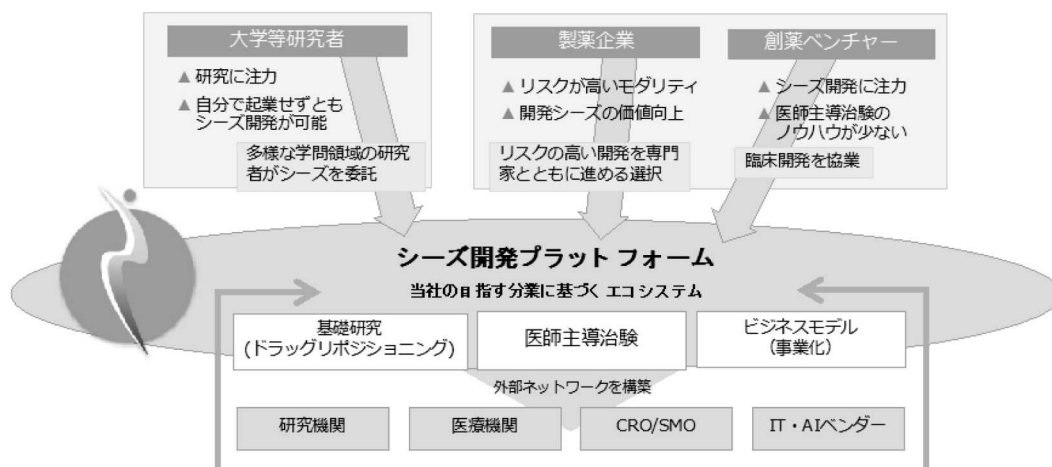 大学等研究者
▲ 研究に注力
▲ 自分で起業せずとも
シーズ開発が可能
多様な学問領域の研究
者がシーズを委託
製薬企業
▲ リスクが高いモダリティ
▲ 開発シーズの価値向上
リスクの高い開発を専門
家とともに進める選択
創薬ベンチャー
▲ シーズ開発に注力
▲ 医師主導治験の
ノウハウが少ない
臨床開発を協業
シーズ開発プラットフォーム
当社の目指す分業に基づくエコシステム
基礎研究
(ドラッグリポジショニング)
医師主導治験
ビジネスモデル
(事業化)
外部ネットワークを構築
研究機関
医療機関
CRO/SMO
IT・AIベンダー